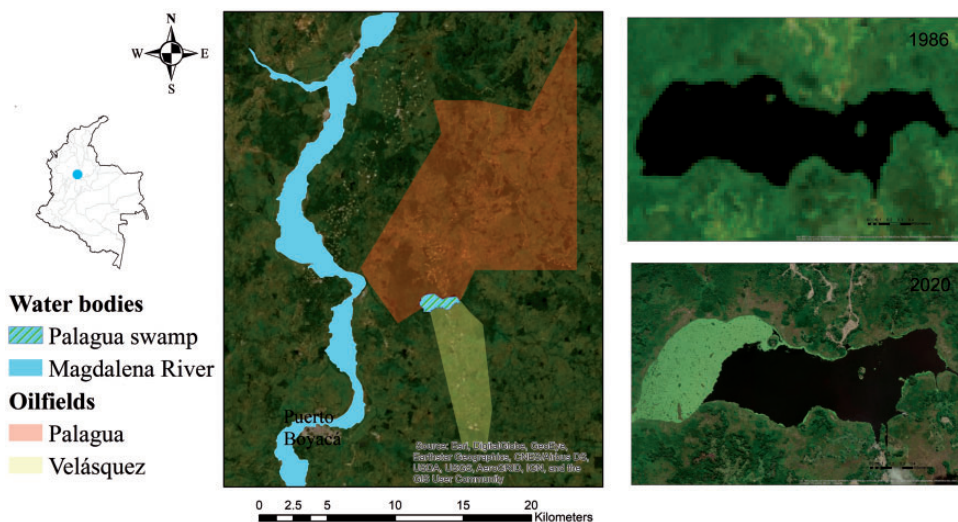 N
W E
S
1986
2020
Water bodies
Palagua swamp
Magdalena River
Oilfields
Palagua
Velásquez
Puerto
Boyacá
Source: Esri, DigitalGlobe, GeoEye,
Earthstar Geographics, CNES/Airbus DS,
USDA, USGS, AeroGRID, IGN, and the
GIS User Community
0 2.5 5 10 15 20
Kilometers